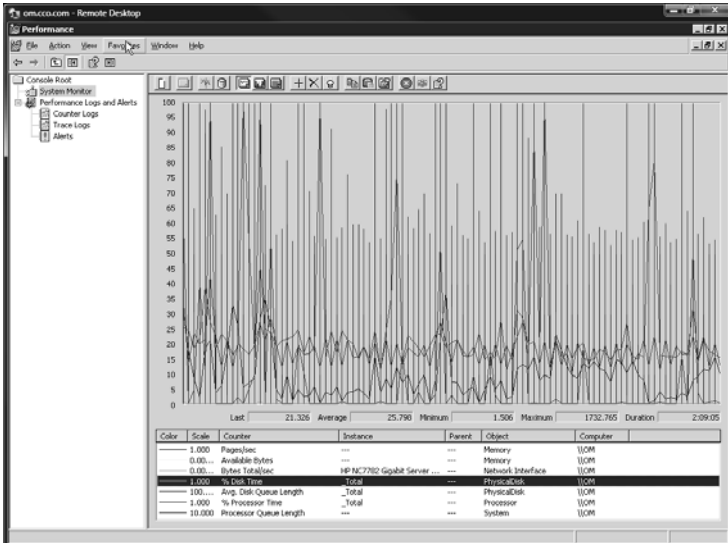 om.cco.com - Remote Desktop
Performance
File Action View Favorites Window Help
Console Root
System Monitor
Performance Logs and Alerts
Counter Logs
Trace Logs
Alerts
100
95
90
85
80
75
70
65
60
55
50
45
40
35
30
25
20
15
10
5
0
Last 21.326 Average 25.798 Minimum 1.506 Maximum 1732.765 Duration 2:09:05
Color Scale Counter Instance Parent Object Computer
1.000 Pages/sec --- --- Memory \\OM
0.00... Available Bytes --- --- Memory \\OM
0.00... Bytes Total/sec HP NC7782 Gigabit Server ... --- Network Interface \\OM
1.000 % Disk Time _Total --- PhysicalDisk \\OM
100.... Avg. Disk Queue Length _Total --- PhysicalDisk \\OM
1.000 % Processor Time _Total --- Processor \\OM
10.000 Processor Queue Length --- --- System \\OM